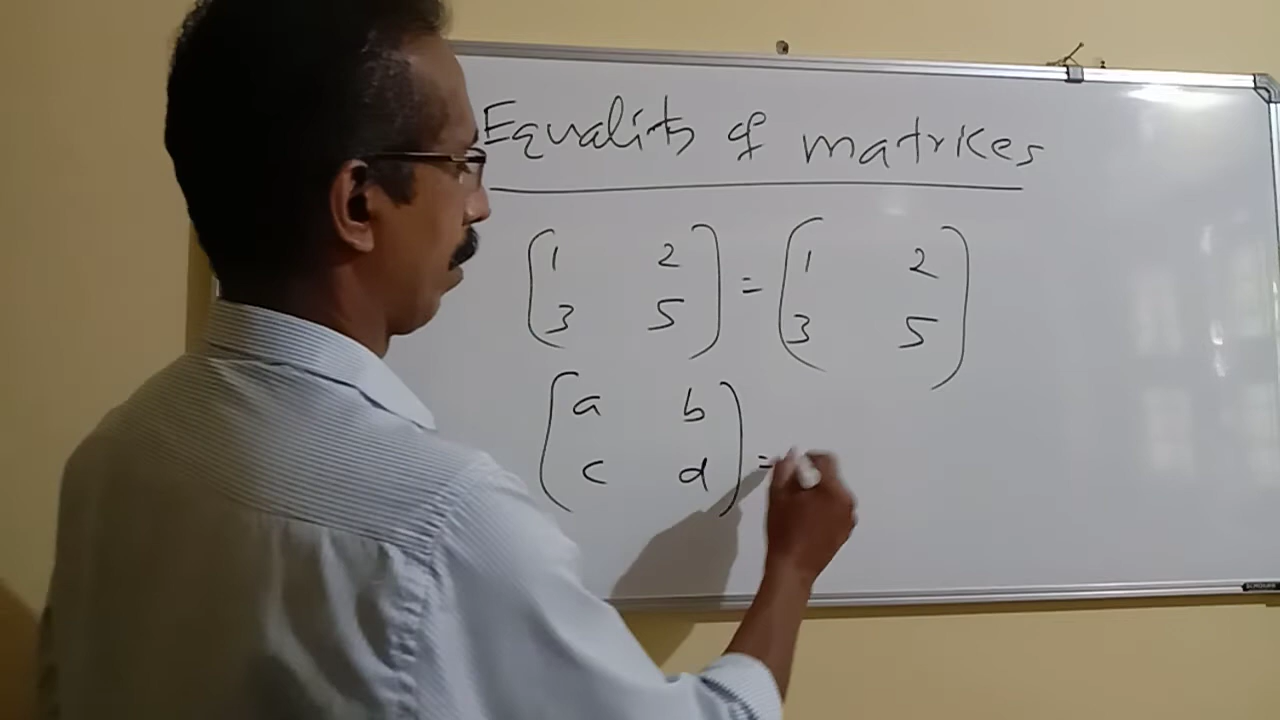 Equality of matrices
(1 2
3 5) = (1 2
3 5)
(a b
c d) =